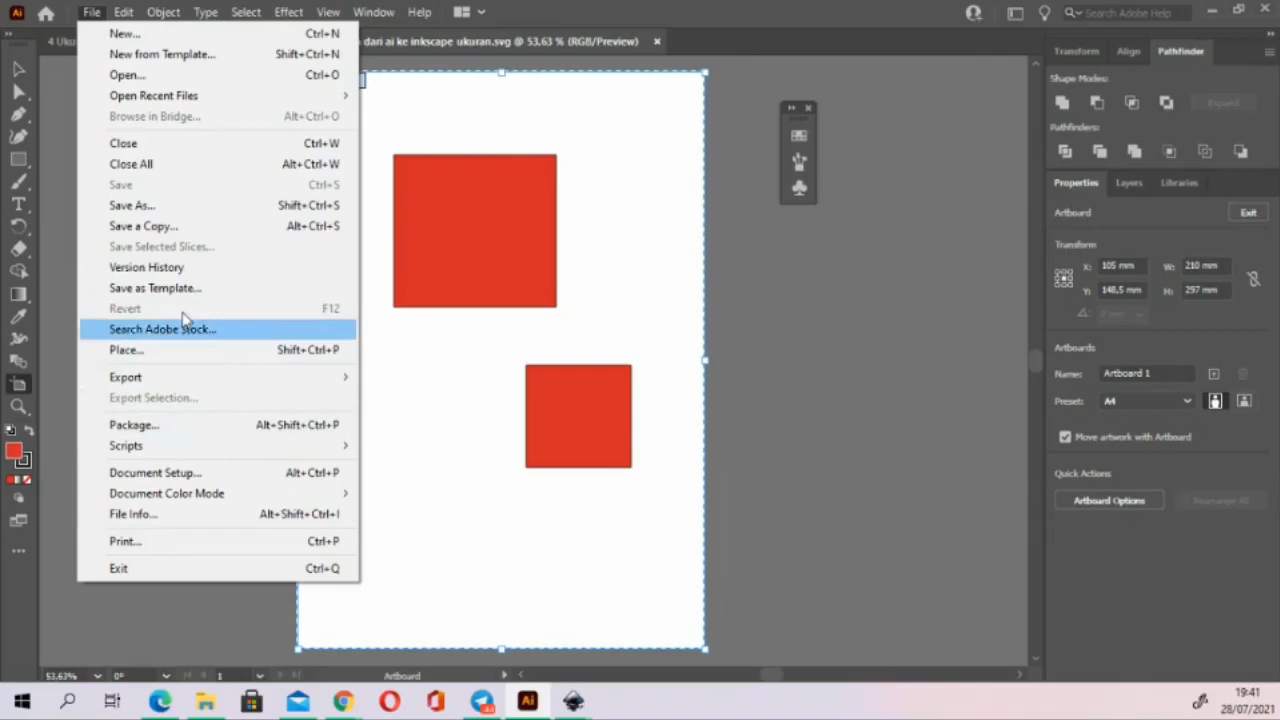 Ai File Edit Object Type Select Effect View Window Help Search Adobe Help
4 Uku dari ai ke inkscape ukuran.svg @ 53,63 % (RGB/Preview)
New... Ctrl+N
New from Template... Shift+Ctrl+N
Open... Ctrl+O
Open Recent Files
Browse in Bridge... Alt+Ctrl+O
Close Ctrl+W
Close All Alt+Ctrl+W
Save Ctrl+S
Save As... Shift+Ctrl+S
Save a Copy... Alt+Ctrl+S
Save Selected Slices...
Version History
Save as Template...
Revert F12
Search Adobe Stock...
Place... Shift+Ctrl+P
Export
Export Selection...
Package... Alt+Shift+Ctrl+P
Scripts
Document Setup... Alt+Ctrl+P
Document Color Mode
File Info... Alt+Shift+Ctrl+I
Print... Ctrl+P
Exit Ctrl+Q
Transform Align Pathfinder
Shape Modes:
Expand
Pathfinders:
Properties Layers Libraries
Artboard Exit
Transform
X: 105 mm W: 210 mm
Y: 148,5 mm H: 297 mm
0 mm
Artboards
Name: Artboard 1
Preset: A4
Move artwork with Artboard
Quick Actions
Artboard Options Rearrange All
53,63% 0° 1 Artboard
Ai
19:41
28/07/2021